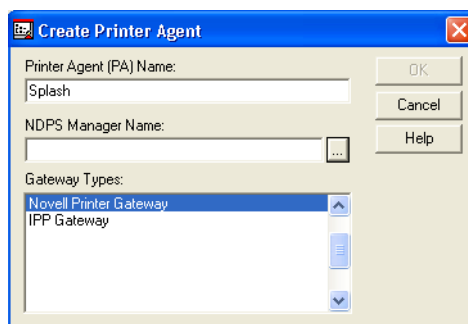 Create Printer Agent
Printer Agent (PA) Name:
OK
Splash
Cancel
NDPS Manager Name:
...
Help
Gateway Types:
Novell Printer Gateway
IPP Gateway